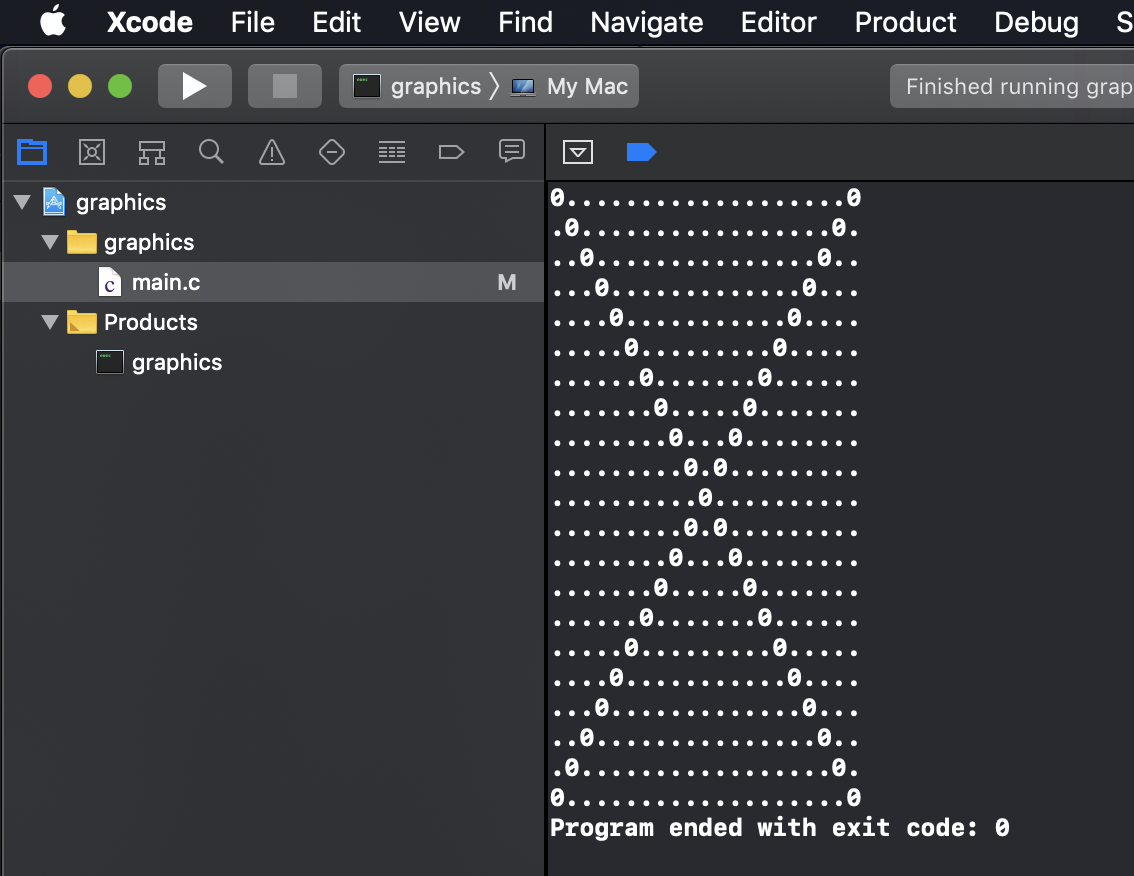 Xcode File Edit View Find Navigate Editor Product Debug S
graphics 〉 My Mac
Finished running grap
graphics
graphics
main.c M
Products
graphics
0...................0
.0.................0.
..0...............0..
...0.............0...
....0...........0....
.....0.........0.....
......0.......0......
.......0.....0.......
........0...0........
.........0.0.........
..........0..........
.........0.0.........
........0...0........
.......0.....0.......
......0.......0......
.....0.........0.....
....0...........0....
...0.............0...
..0...............0..
.0.................0.
0...................0
Program ended with exit code: 0